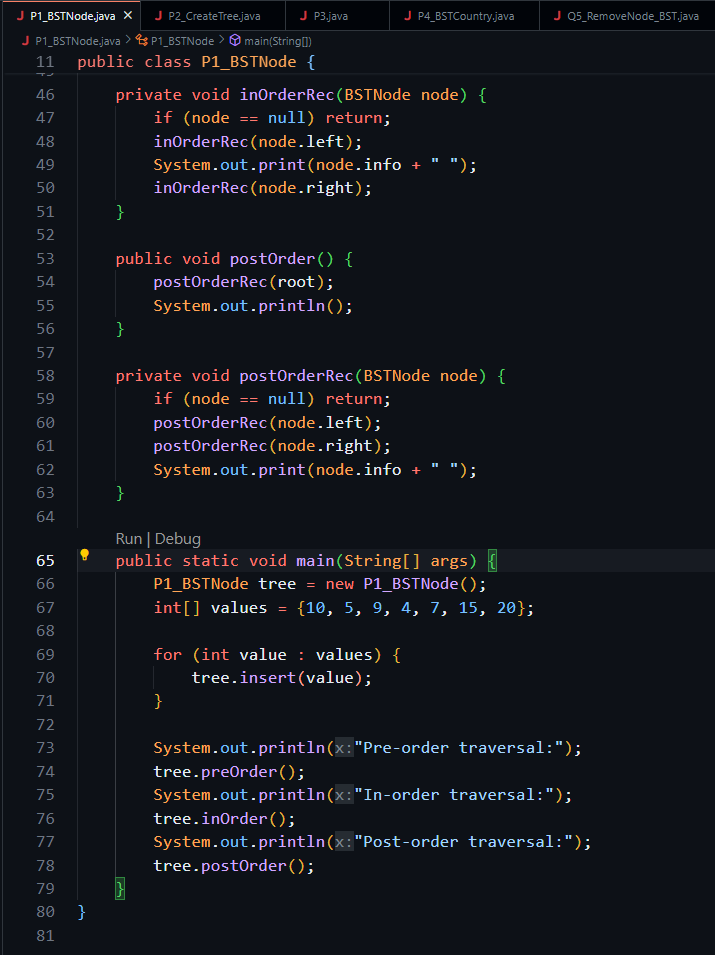 P1_BSTNode.java X P2_CreateTree.java P3.java P4_BSTCountry.java Q5_RemoveNode_BST.java
P1_BSTNode.java > P1_BSTNode > main(String[])
11 public class P1_BSTNode {
45
46 private void inOrderRec(BSTNode node) {
47 if (node == null) return;
48 inOrderRec(node.left);
49 System.out.print(node.info + " ");
50 inOrderRec(node.right);
51 }
52
53 public void postOrder() {
54 postOrderRec(root);
55 System.out.println();
56 }
57
58 private void postOrderRec(BSTNode node) {
59 if (node == null) return;
60 postOrderRec(node.left);
61 postOrderRec(node.right);
62 System.out.print(node.info + " ");
63 }
64
Run | Debug
65 public static void main(String[] args) {
66 P1_BSTNode tree = new P1_BSTNode();
67 int[] values = {10, 5, 9, 4, 7, 15, 20};
68
69 for (int value : values) {
70 tree.insert(value);
71 }
72
73 System.out.println(x:"Pre-order traversal:");
74 tree.preOrder();
75 System.out.println(x:"In-order traversal:");
76 tree.inOrder();
77 System.out.println(x:"Post-order traversal:");
78 tree.postOrder();
79 }
80 }
81